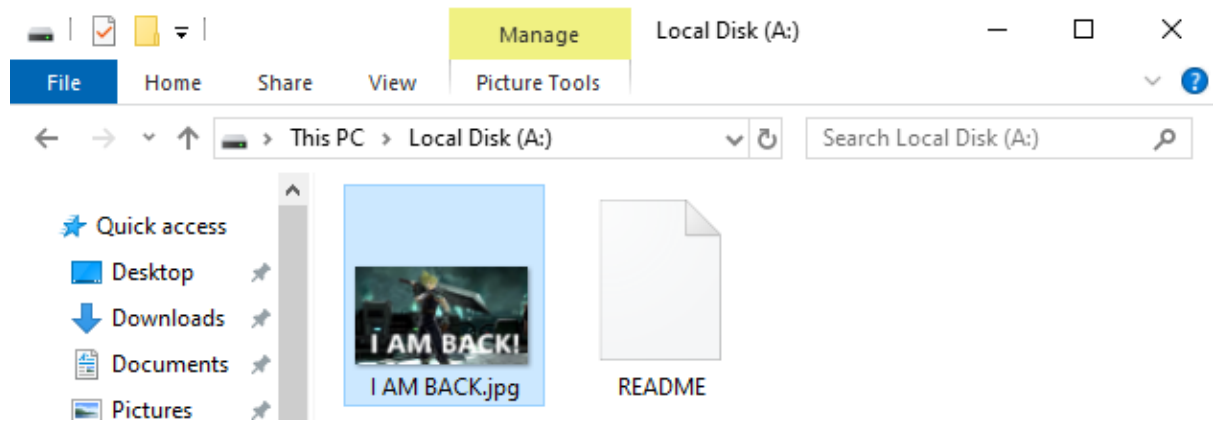 Manage
Local Disk (A:)
File
Home
Share
View
Picture Tools
?
This PC > Local Disk (A:)
Search Local Disk (A:)
Quick access
Desktop
Downloads
Documents
Pictures
I AM BACK!
I AM BACK.jpg
README